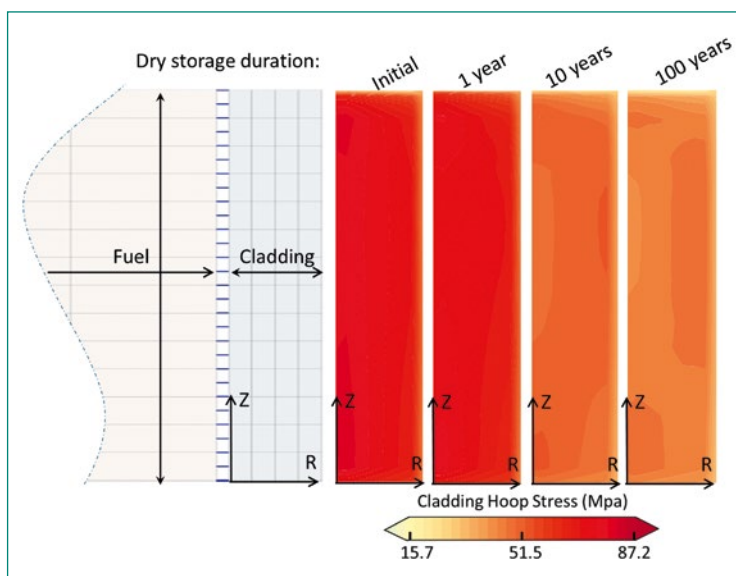 Dry storage duration:
Initial
1 year
10 years
100 years
Fuel
Cladding
Z
R
Z
R
Z
R
Z
R
Z
R
Cladding Hoop Stress (Mpa)
15.7
51.5
87.2